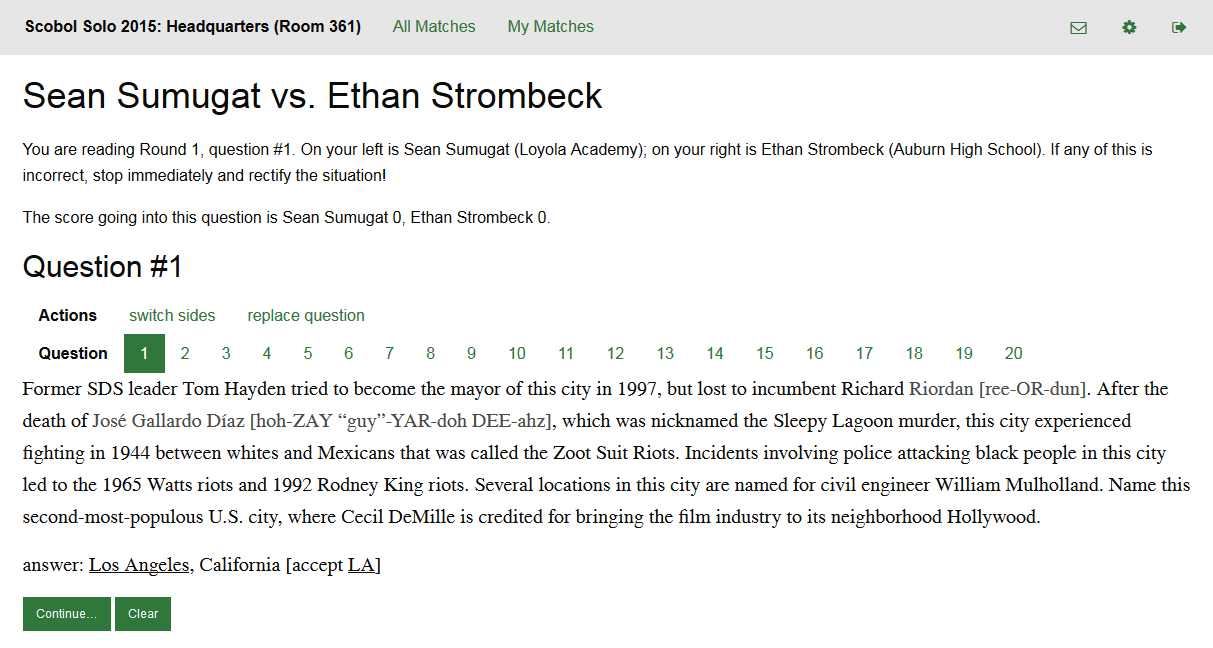 Scobol Solo 2015: Headquarters (Room 361) All Matches My Matches
Sean Sumugat vs. Ethan Strombeck
You are reading Round 1, question #1. On your left is Sean Sumugat (Loyola Academy); on your right is Ethan Strombeck (Auburn High School). If any of this is
incorrect, stop immediately and rectify the situation!
The score going into this question is Sean Sumugat 0, Ethan Strombeck 0.
Question #1
Actions switch sides replace question
Question 1 2 3 4 5 6 7 8 9 10 11 12 13 14 15 16 17 18 19 20
Former SDS leader Tom Hayden tried to become the mayor of this city in 1997, but lost to incumbent Richard Riordan [ree-OR-dun]. After the
death of José Gallardo Díaz [hoh-ZAY “guy”-YAR-doh DEE-ahz], which was nicknamed the Sleepy Lagoon murder, this city experienced
fighting in 1944 between whites and Mexicans that was called the Zoot Suit Riots. Incidents involving police attacking black people in this city
led to the 1965 Watts riots and 1992 Rodney King riots. Several locations in this city are named for civil engineer William Mulholland. Name this
second-most-populous U.S. city, where Cecil DeMille is credited for bringing the film industry to its neighborhood Hollywood.
answer: Los Angeles, California [accept LA]
Continue... Clear